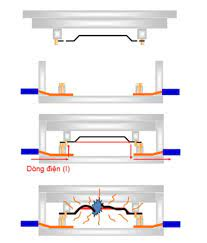 Dòng điện (I)